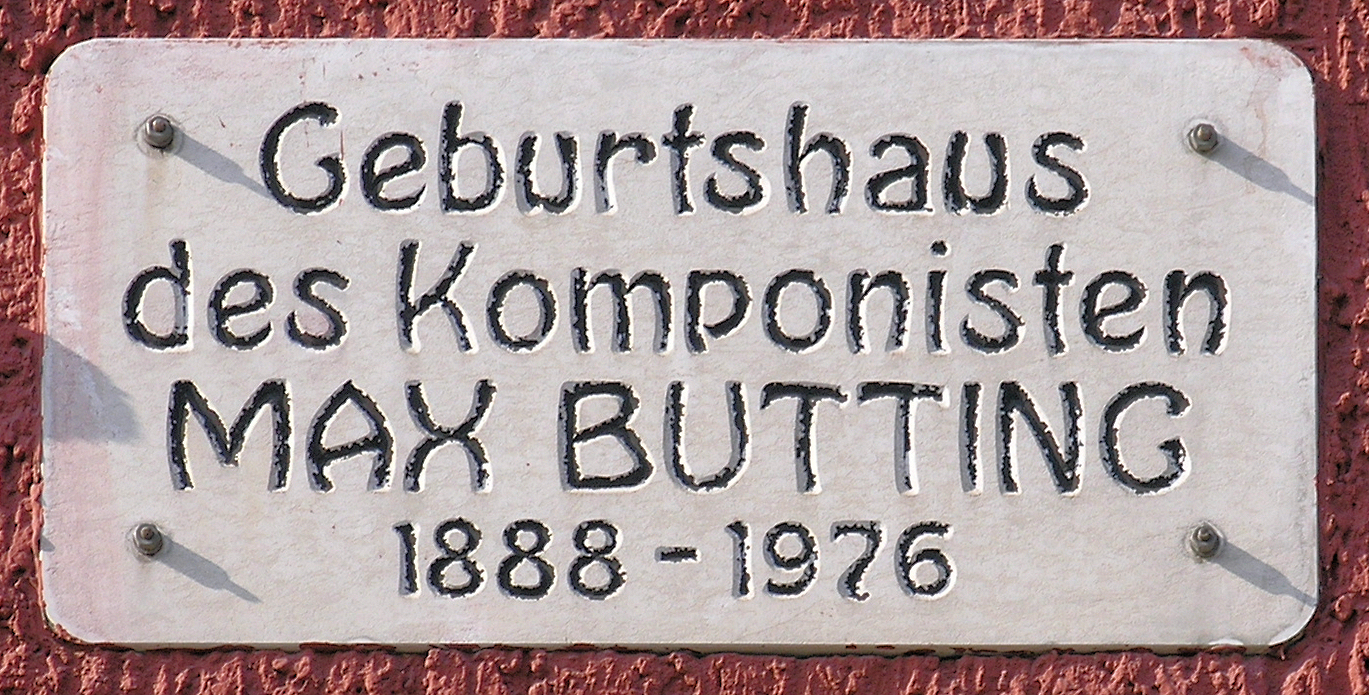 Geburtshaus
des Komponisten
MAX BUTTING
1888 - 1976